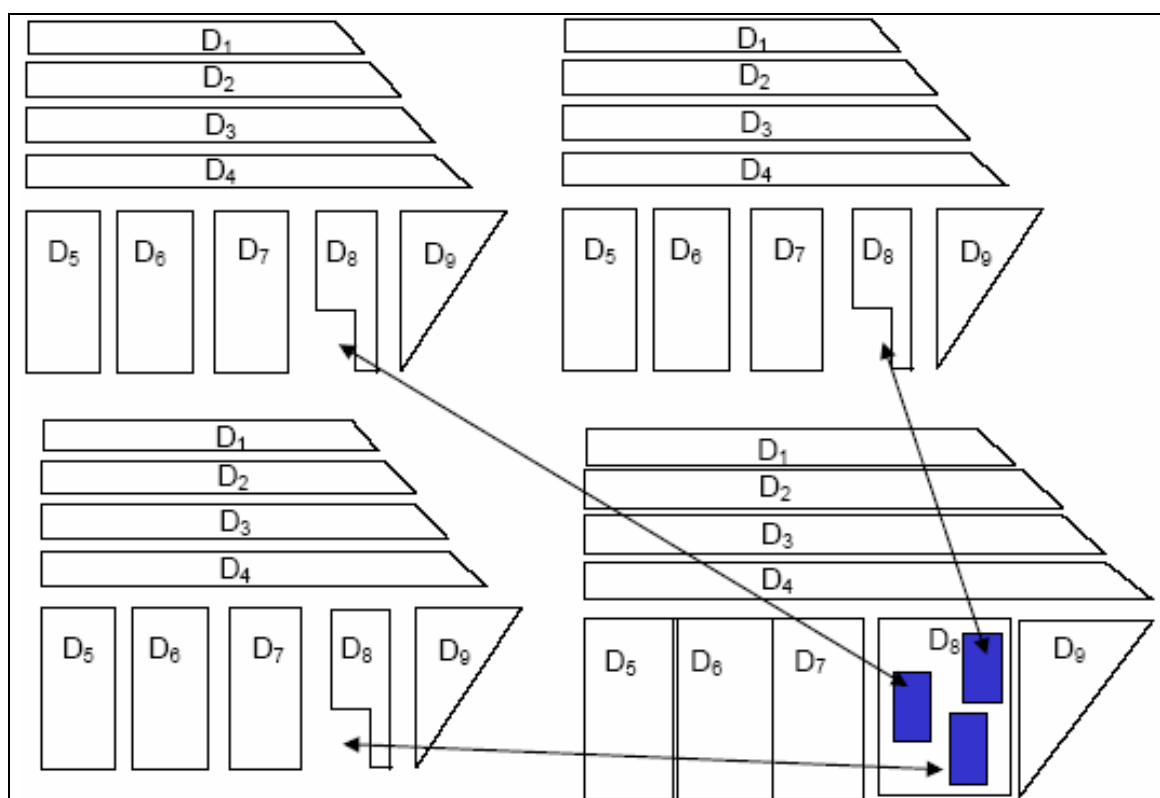 D₁
D₂
D₃
D₄
D₅ D₆ D₇ D₈ D₉
D₁
D₂
D₃
D₄
D₅ D₆ D₇ D₈ D₉
D₁
D₂
D₃
D₄
D₅ D₆ D₇ D₈ D₉
D₁
D₂
D₃
D₄
D₅ D₆ D₇ D₈ D₉